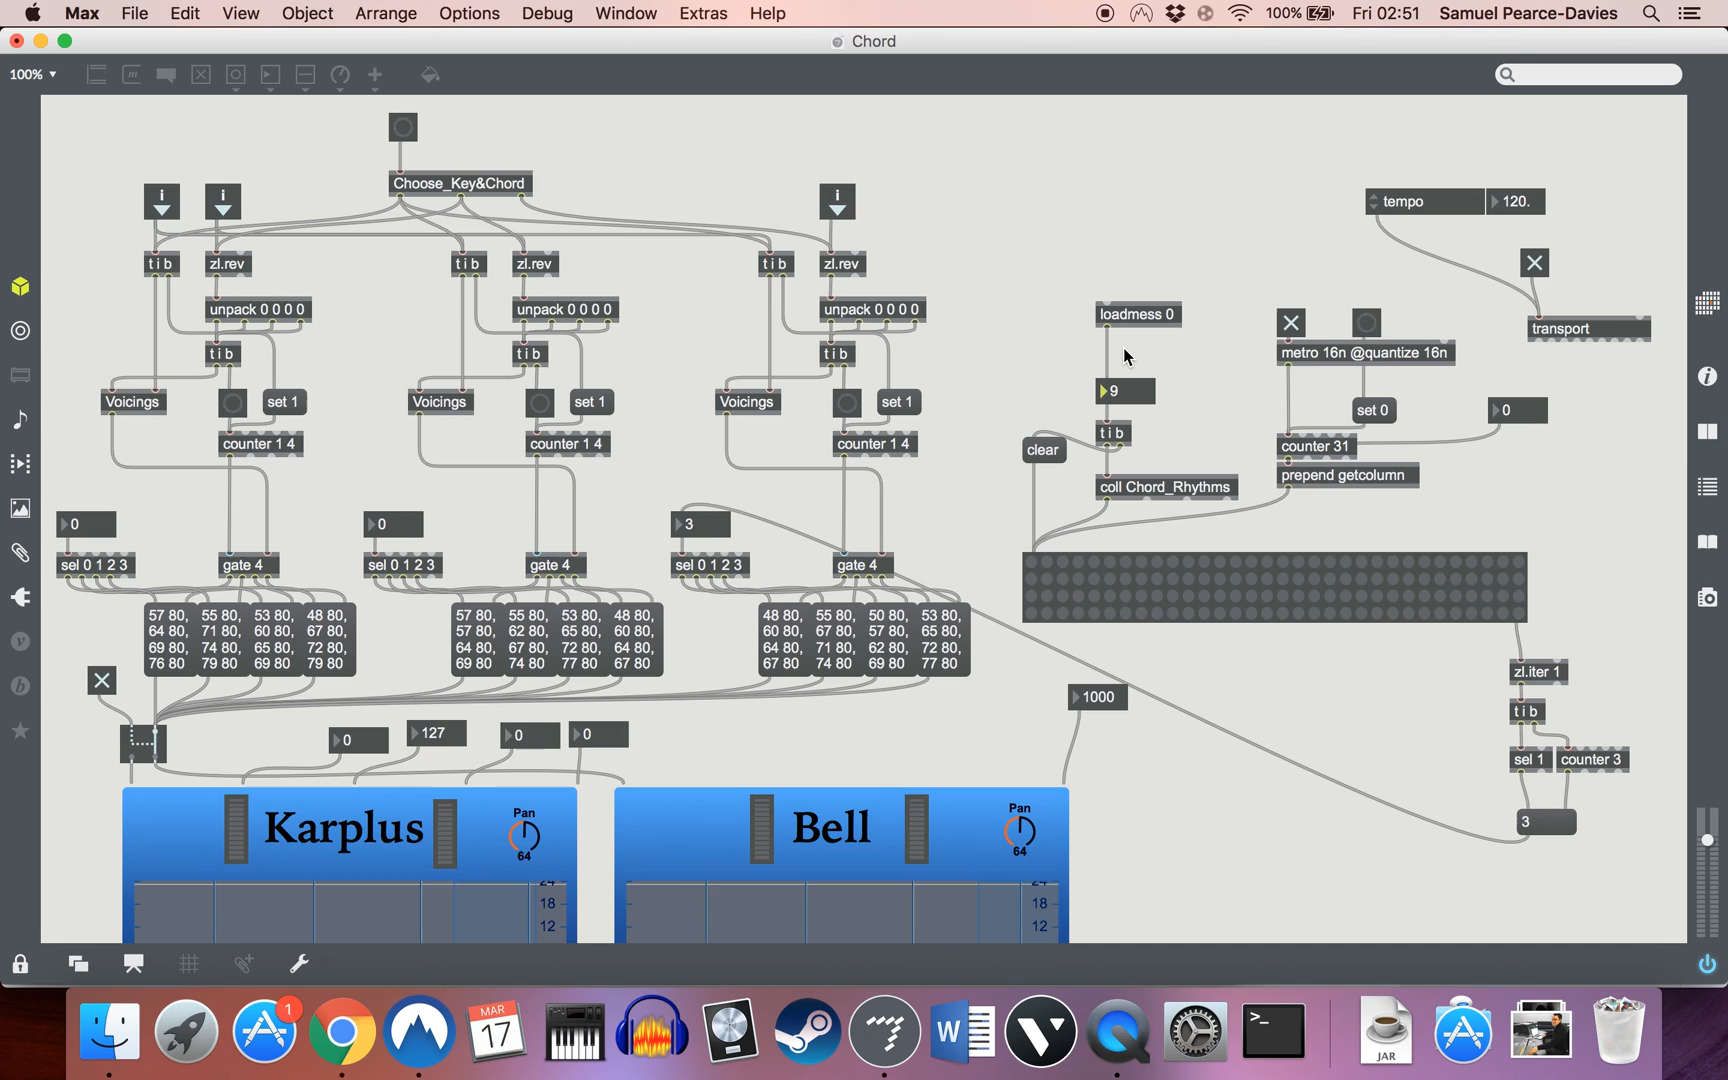 Max File Edit View Object Arrange Options Debug Window Extras Help
100% Fri 02:51 Samuel Pearce-Davies
Chord
100%
Choose_Key&Chord
i i i
tempo 120.
t i b zl.rev t i b zl.rev t i b zl.rev
unpack 0 0 0 0 unpack 0 0 0 0 unpack 0 0 0 0
loadmess 0
transport
t i b t i b t i b
metro 16n @quantize 16n
9
Voicings set 1 Voicings set 1 Voicings set 1
set 0 0
t i b
counter 1 4 counter 1 4 counter 1 4
clear
counter 31
prepend getcolumn
coll Chord_Rhythms
0 0 3
sel 0 1 2 3 gate 4 sel 0 1 2 3 gate 4 sel 0 1 2 3 gate 4
57 80, 55 80, 53 80, 48 80, 57 80, 55 80, 53 80, 48 80, 48 80, 55 80, 50 80, 53 80,
64 80, 71 80, 60 80, 67 80, 57 80, 62 80, 65 80, 60 80, 60 80, 67 80, 57 80, 65 80,
69 80, 74 80, 65 80, 72 80, 64 80, 67 80, 72 80, 64 80, 64 80, 71 80, 62 80, 72 80,
76 80 79 80 69 80 79 80 69 80 74 80 77 80 67 80 67 80 74 80 69 80 77 80
zl.iter 1
1000
t i b
0 127 0 0
sel 1 counter 3
3
Karplus Pan 64
Bell Pan 64
24 24
18 18
12 12
1
MAR
17
W
>_
JAR